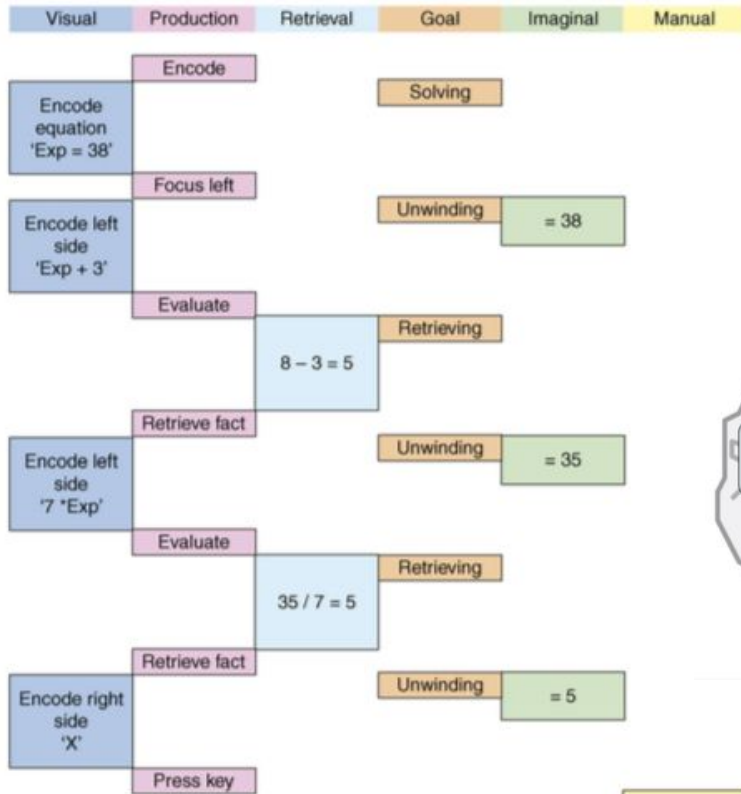 Visual Production Retrieval Goal Imaginal Manual
Encode
Encode
equation
'Exp = 38'
Solving
Focus left
Encode left
side
'Exp + 3'
Unwinding
= 38
Evaluate
8 – 3 = 5
Retrieving
Retrieve fact
Encode left
side
'7 *Exp'
Unwinding
= 35
Evaluate
35 / 7 = 5
Retrieving
Retrieve fact
Encode right
side
'X'
Unwinding
= 5
Press key